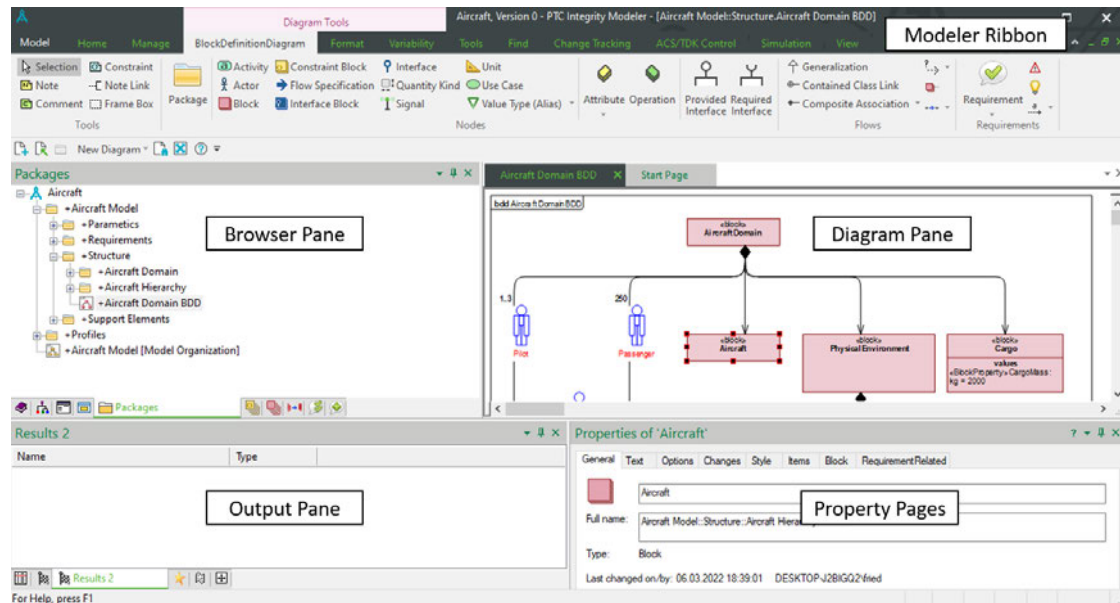 Diagram Tools
Aircraft, Version 0 - PTC Integrity Modeler - [Aircraft Model::Structure.Aircraft Domain BDD]
Model Home Manage BlockDefinitionDiagram Format Variability Tools Find Change Tracking ACS/TDK Control Simulation View
Modeler Ribbon
Selection Constraint Activity Constraint Block Interface Unit Generalization
Note Note Link Actor Flow Specification Quantity Kind Use Case Contained Class Link
Comment Frame Box Package Block Interface Block Signal Value Type (Alias) Attribute Operation Provided Interface Required Interface Composite Association Requirement
Tools Nodes Flows Requirements
New Diagram
Packages
Aircraft
+Aircraft Model
+Parametics
+Requirements
+Structure
+Aircraft Domain
+Aircraft Hierarchy
+Aircraft Domain BDD
+Support Elements
+Profiles
+Aircraft Model [Model Organization]
Browser Pane
Packages
Aircraft Domain BDD Start Page
bdd Aircraft Domain BDD
«block»
AircraftDomain
Diagram Pane
1..3 250
Pilot
Passenger
«block»
Aircraft
«block»
Physical Environment
«block»
Cargo
values
«BlockProperty» CargoMass :
kg = 2000
Results 2
Name Type
Output Pane
Results 2
Properties of 'Aircraft'
General Text Options Changes Style Items Block RequirementRelated
Aircraft
Full name: Aircraft Model::Structure::Aircraft
Property Pages
Type: Block
Last changed on/by: 06.03.2022 18:39:01 DESKTOP-J2BIGQ2\fried
For Help, press F1